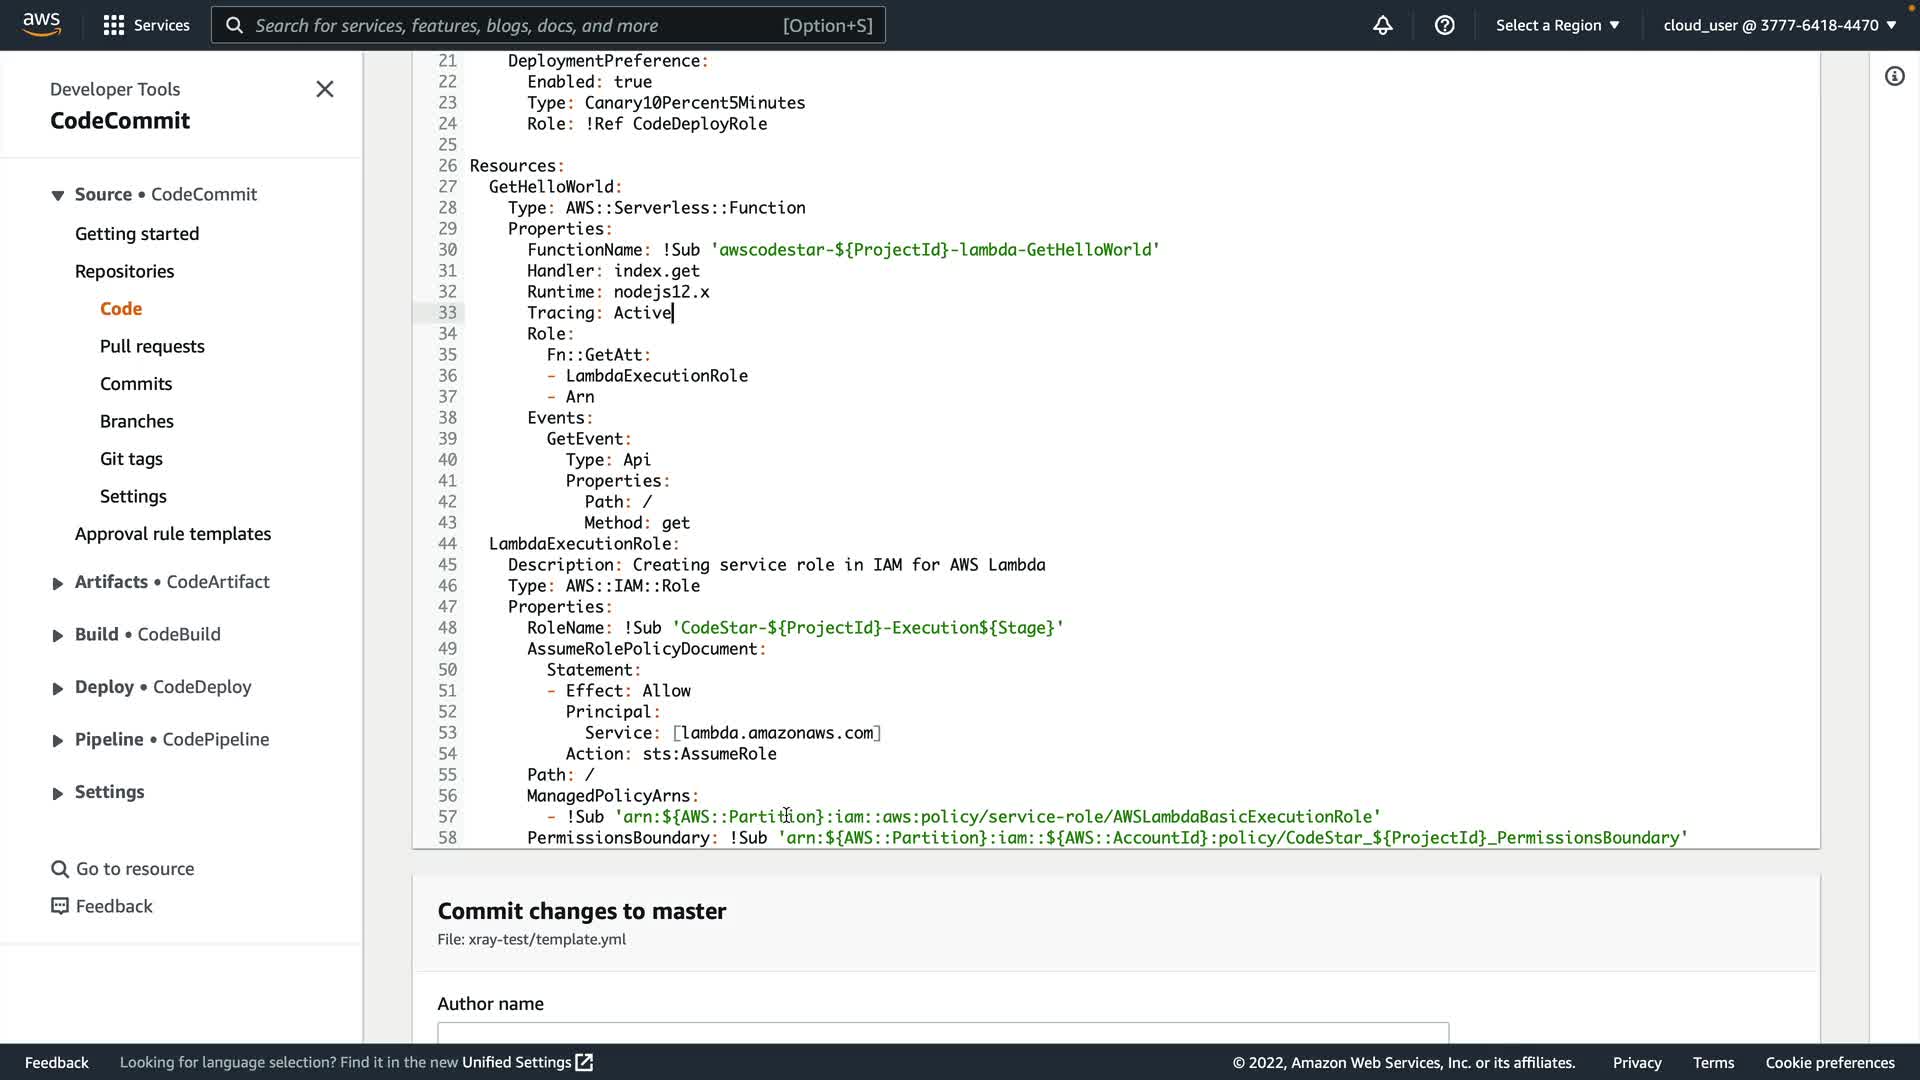 aws
Services
Search for services, features, blogs, docs, and more
[Option+S]
Select a Region
cloud_user @ 3777-6418-4470
Developer Tools
CodeCommit
Source • CodeCommit
Getting started
Repositories
Code
Pull requests
Commits
Branches
Git tags
Settings
Approval rule templates
Artifacts • CodeArtifact
Build • CodeBuild
Deploy • CodeDeploy
Pipeline • CodePipeline
Settings
Go to resource
Feedback
21 DeploymentPreference:
22 Enabled: true
23 Type: Canary10Percent5Minutes
24 Role: !Ref CodeDeployRole
25
26 Resources:
27 GetHelloWorld:
28 Type: AWS::Serverless::Function
29 Properties:
30 FunctionName: !Sub 'awscodestar-${ProjectId}-lambda-GetHelloWorld'
31 Handler: index.get
32 Runtime: nodejs12.x
33 Tracing: Active
34 Role:
35 Fn::GetAtt:
36 - LambdaExecutionRole
37 - Arn
38 Events:
39 GetEvent:
40 Type: Api
41 Properties:
42 Path: /
43 Method: get
44 LambdaExecutionRole:
45 Description: Creating service role in IAM for AWS Lambda
46 Type: AWS::IAM::Role
47 Properties:
48 RoleName: !Sub 'CodeStar-${ProjectId}-Execution${Stage}'
49 AssumeRolePolicyDocument:
50 Statement:
51 - Effect: Allow
52 Principal:
53 Service: [lambda.amazonaws.com]
54 Action: sts:AssumeRole
55 Path: /
56 ManagedPolicyArns:
57 - !Sub 'arn:${AWS::Partition}:iam::aws:policy/service-role/AWSLambdaBasicExecutionRole'
58 PermissionsBoundary: !Sub 'arn:${AWS::Partition}:iam::${AWS::AccountId}:policy/CodeStar_${ProjectId}_PermissionsBoundary'
Commit changes to master
File: xray-test/template.yml
Author name
Feedback
Looking for language selection? Find it in the new Unified Settings
© 2022, Amazon Web Services, Inc. or its affiliates.
Privacy
Terms
Cookie preferences